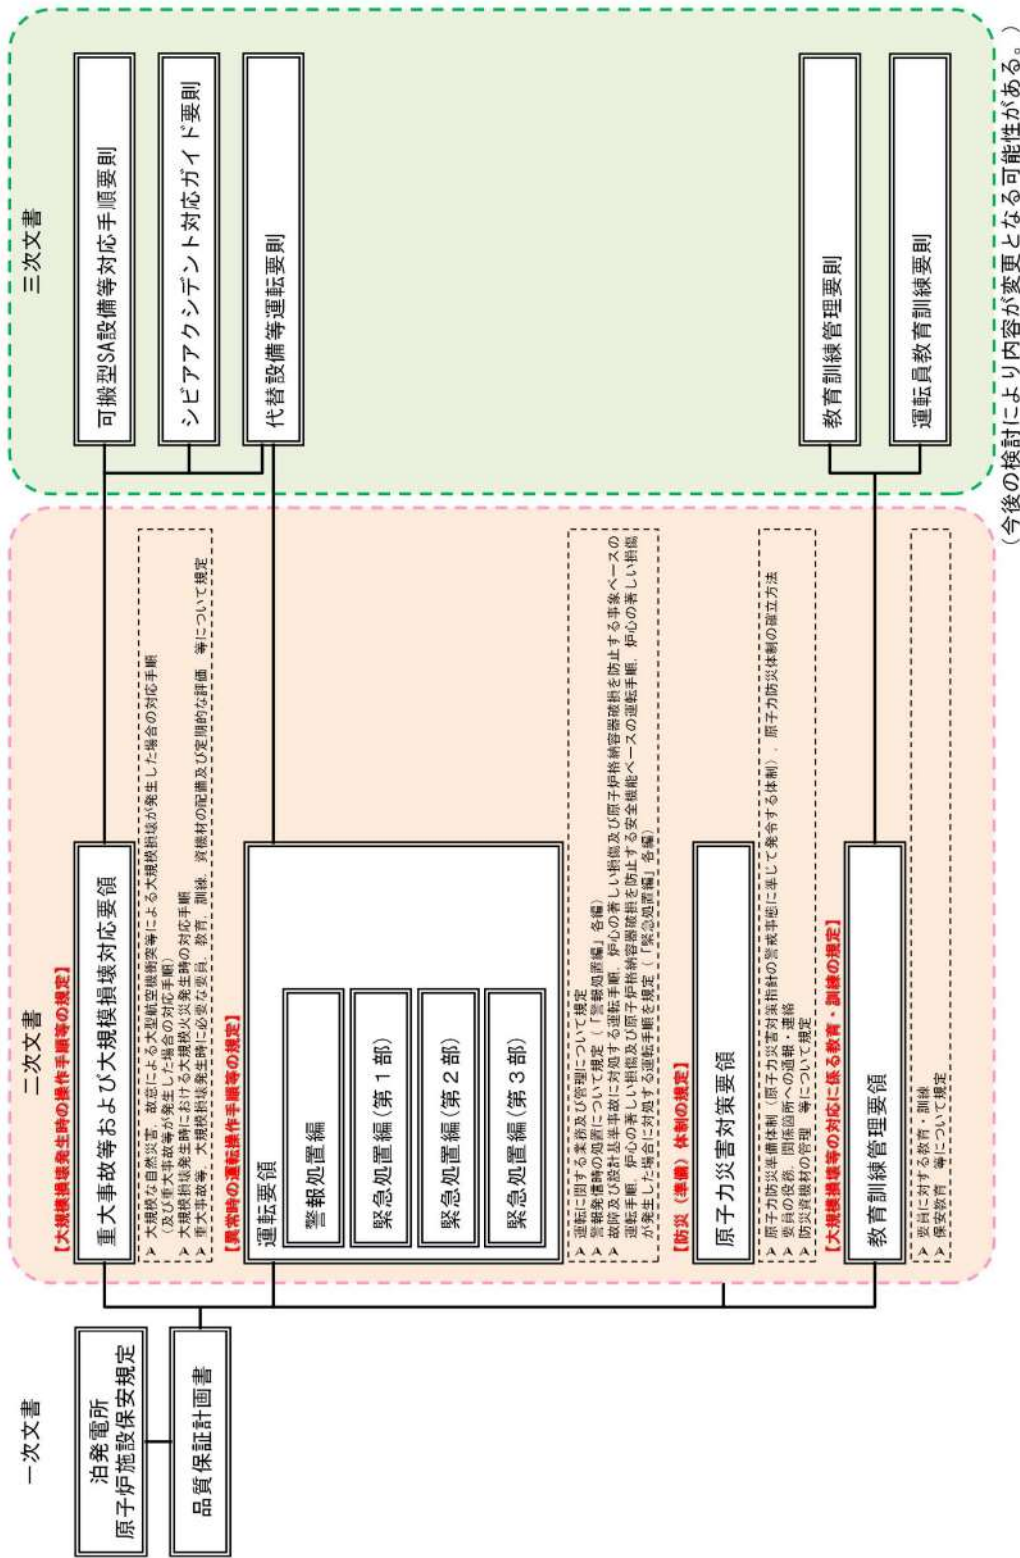 一次文書
泊発電所
原子炉施設保安規定
品質保証計画書
二次文書
【大規模損壊発生時の操作手順等の規定】
重大事故等および大規模損壊対応要領
➤ 大規模な自然災害,故意による大型航空機衝突等による大規模損壊が発生した場合の対応手順
(及び重大事故等が発生した場合の対応手順)
➤ 大規模損壊発生時における大規模火災発生時の対応手順
➤ 重大事故等,大規模損壊発生時に必要な要員,教育,訓練,資機材の配備及び定期的な評価 等について規定
【異常時の運転操作手順等の規定】
運転要領
警報処置編
緊急処置編(第1部)
緊急処置編(第2部)
緊急処置編(第3部)
➤ 運転に関する業務及び管理について規定
➤ 警報発信時の処置について規定(「警報処置編」各編)
➤ 故障及び設計基準事故に対処する運転手順,炉心の著しい損傷及び原子炉格納容器破損を防止する事象ベースの
運転手順,炉心の著しい損傷及び原子炉格納容器破損を防止する安全機能ベースの運転手順,炉心の著しい損傷
が発生した場合に対処する運転手順を規定(「緊急処置編」各編)
【防災(準備)体制の規定】
原子力災害対策要領
➤ 原子力防災準備体制(原子力災害対策指針の警戒事態に準じて発令する体制),原子力防災体制の確立方法
➤ 要員の役務,関係箇所への通報・連絡
➤ 防災資機材の管理 等について規定
【大規模損壊等の対応に係る教育・訓練の規定】
教育訓練管理要領
➤ 要員に対する教育・訓練
➤ 保安教育 等について規定
三次文書
可搬型SA設備等対応手順要則
シビアアクシデント対応ガイド要則
代替設備等運転要則
教育訓練管理要則
運転員教育訓練要則
(今後の検討により内容が変更となる可能性がある。)